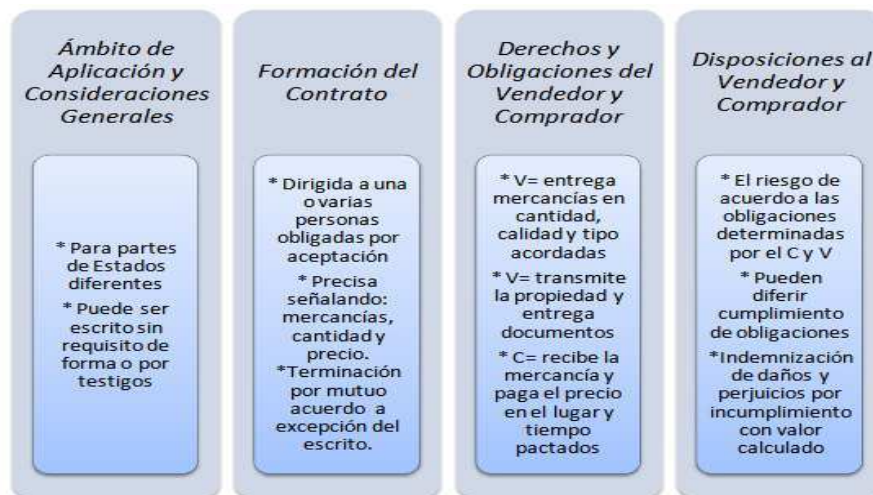 Ámbito de
Aplicación y
Consideraciones
Generales
* Para partes
de Estados
diferentes
* Puede ser
escrito sin
requisito de
forma o por
testigos
Formación del
Contrato
* Dirigida a una
o varias
personas
obligadas por
aceptación
* Precisa
señalando:
mercancías,
cantidad y
precio.
*Terminación
por mutuo
acuerdo a
excepción del
escrito.
Derechos y
Obligaciones del
Vendedor y
Comprador
* V= entrega
mercancías en
cantidad,
calidad y tipo
acordadas
* V= transmite
la propiedad y
entrega
documentos
* C= recibe la
mercancía y
paga el precio
en el lugar y
tiempo
pactados
Disposiciones al
Vendedor y
Comprador
* El riesgo de
acuerdo a las
obligaciones
determinadas
por el C y V
* Pueden
diferir
cumplimiento
de obligaciones
*Indemnización
de daños y
perjuicios por
incumplimiento
con valor
calculado